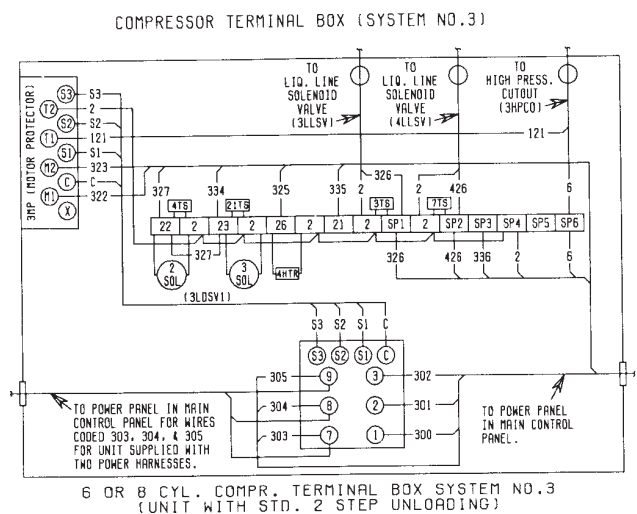 COMPRESSOR TERMINAL BOX (SYSTEM NO.3)
TO
LIQ. LINE
SOLENOID
VALVE
(3LLSV)
TO
LIQ. LINE
SOLENOID
VALVE
(4LLSV)
TO
HIGH PRESS.
CUTOUT
(3HPCO)
3MP (MOTOR PROTECTOR)
S3 S3
T2 2
S2 S2
T1 121 121
S1 S1
M2 323
C C
M1 322
X
327 334 325 335 2 326 2 426 6
4TS 21TS 3TS 7TS
22 2 23 2 26 2 21 2 SP1 2 SP2 SP3 SP4 SP5 SP6
327 326 426 336 2 6
2
SOL
3
SOL
4HTR
(3LDSV1)
S3 S2 S1 C
S3 S2 S1 C
305 9 3 302
304 8 2 301
303 7 1 300
TO POWER PANEL IN MAIN
CONTROL PANEL FOR WIRES
CODED 303, 304, & 305
FOR UNIT SUPPLIED WITH
TWO POWER HARNESSES.
TO POWER PANEL
IN MAIN CONTROL
PANEL.
6 OR 8 CYL. COMPR. TERMINAL BOX SYSTEM NO.3
(UNIT WITH STD. 2 STEP UNLOADING)